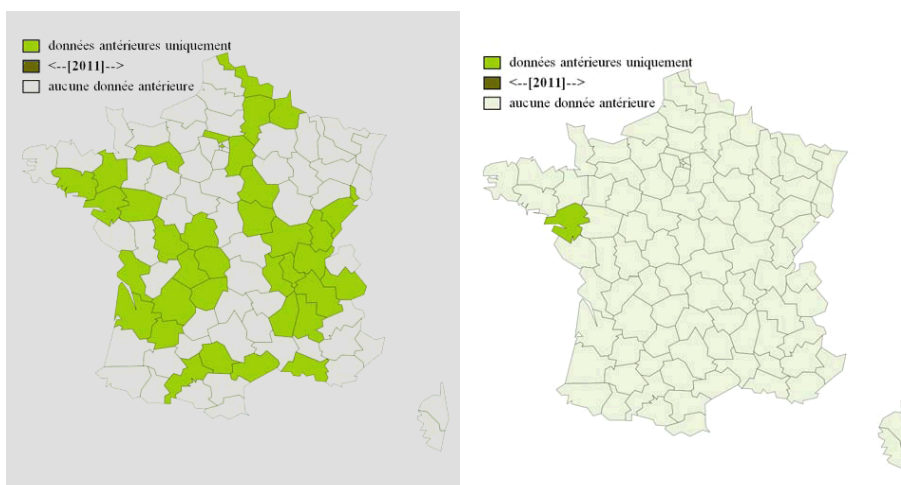 données antérieures uniquement
<--[2011]-->
aucune donnée antérieure
données antérieures uniquement
<--[2011]-->
aucune donnée antérieure